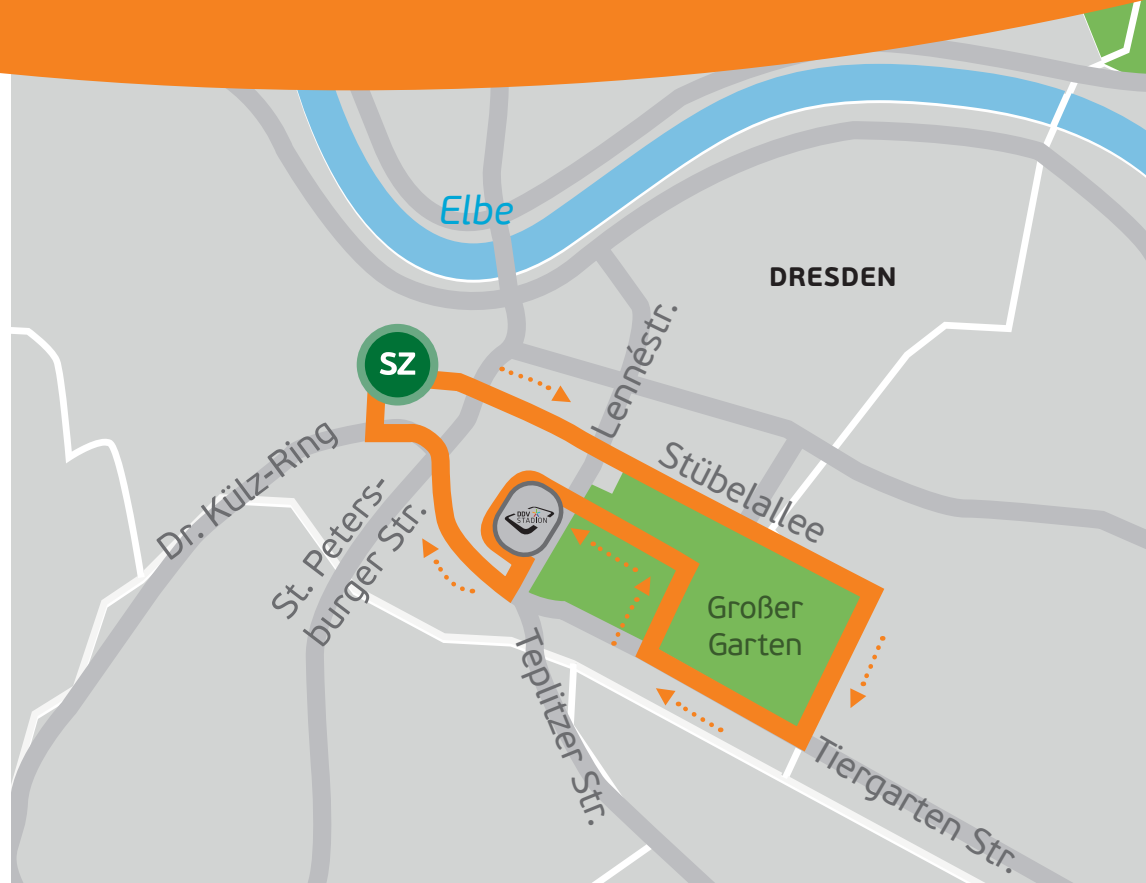 Elbe
DRESDEN
SZ
Lennéstr.
Stübelallee
Dr. Külz-Ring
St. Peters-
burger Str.
DDV
STADION
Großer
Garten
Teplitzer Str.
Tiergarten Str.